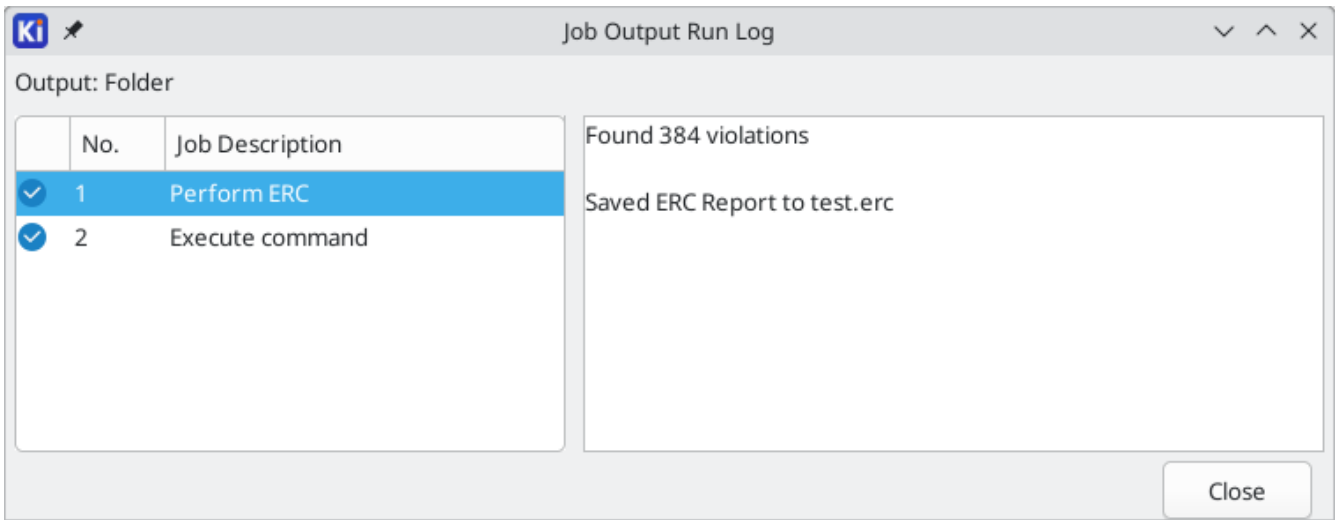 Ki
Job Output Run Log
Output: Folder
No. Job Description
1 Perform ERC
2 Execute command
Found 384 violations
Saved ERC Report to test.erc
Close